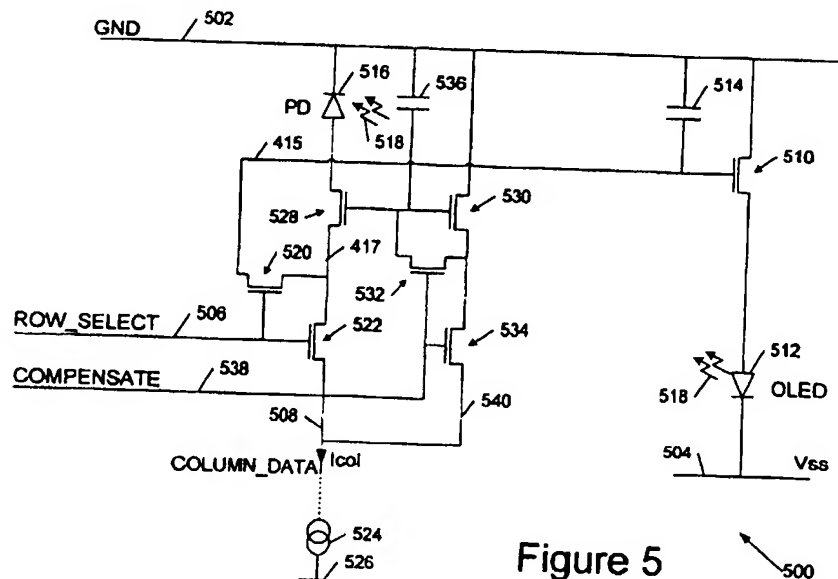 GND
502
516
PD
536
514
518
415
510
528
530
520
417
532
ROW_SELECT
506
522
534
512
COMPENSATE
538
518
OLED
508
540
COLUMN_DATA
Icol
504
Vss
524
526
Figure 5
500